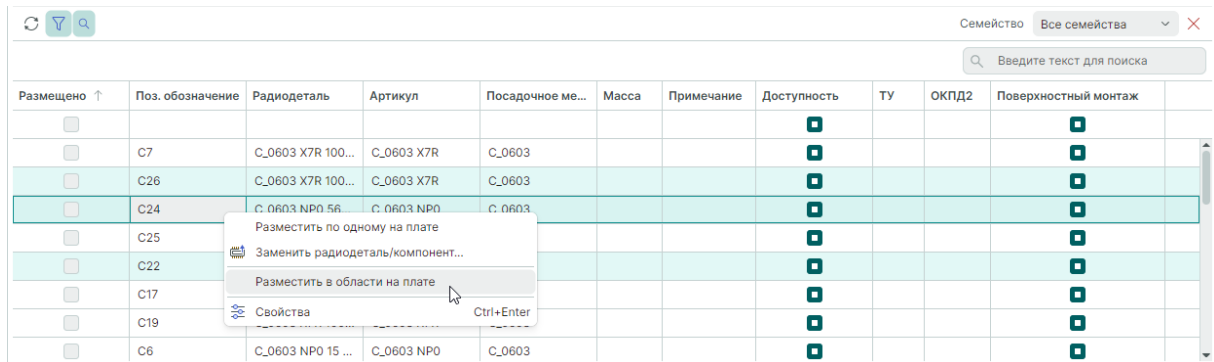 Семейство Все семейства
Введите текст для поиска
Размещено ↑ Поз. обозначение Радиодеталь Артикул Посадочное ме... Масса Примечание Доступность ТУ ОКПД2 Поверхностный монтаж
C7 C_0603 X7R 100... C_0603 X7R C_0603
C26 C_0603 X7R 100... C_0603 X7R C_0603
C24 C_0603 NP0 56 C_0603 NP0 C_0603
Разместить по одному на плате
C25
Заменить радиодеталь/компонент...
C22
Разместить в области на плате
C17
Свойства Ctrl+Enter
C19
C6 C_0603 NP0 15 ... C_0603 NP0 C_0603